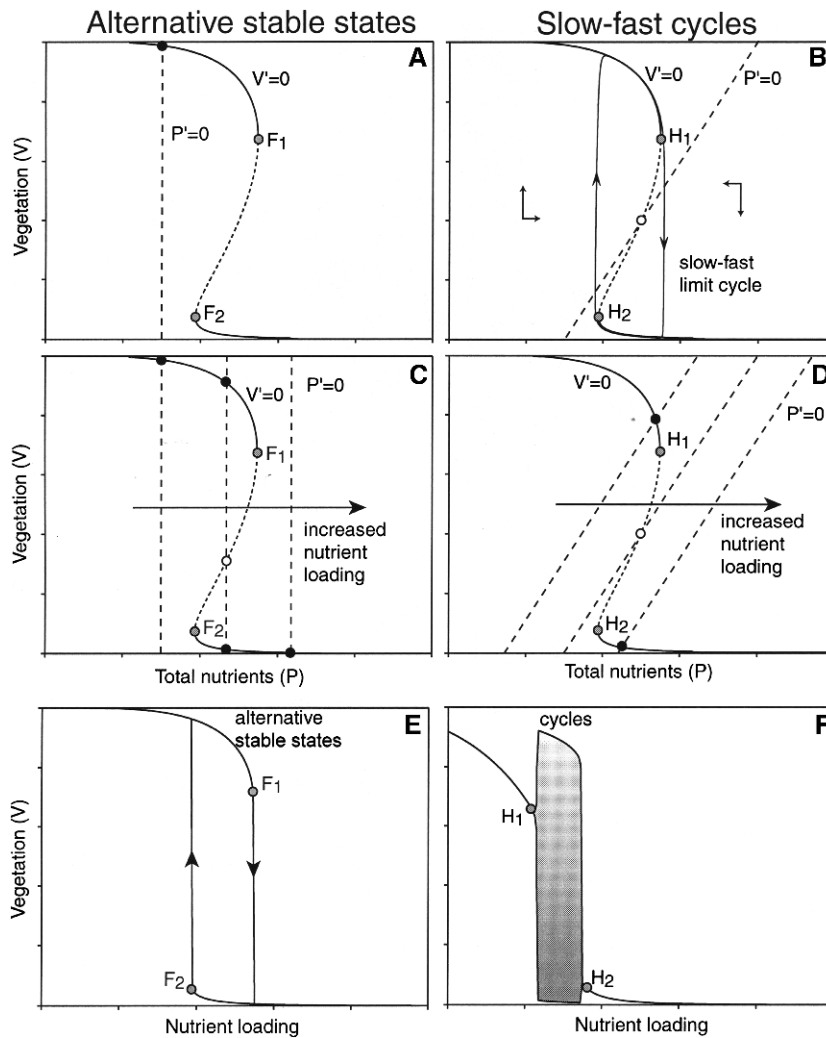 Alternative stable states
Slow-fast cycles
A
V'=0
P'=0
F1
F2
Vegetation (V)
B
V'=0
P'=0
H1
slow-fast
limit cycle
H2
C
V'=0
P'=0
F1
increased
nutrient
loading
F2
Vegetation (V)
Total nutrients (P)
D
V'=0
P'=0
H1
increased
nutrient
loading
H2
Total nutrients (P)
E
alternative
stable states
F1
F2
Vegetation (V)
Nutrient loading
F
cycles
H1
H2
Nutrient loading